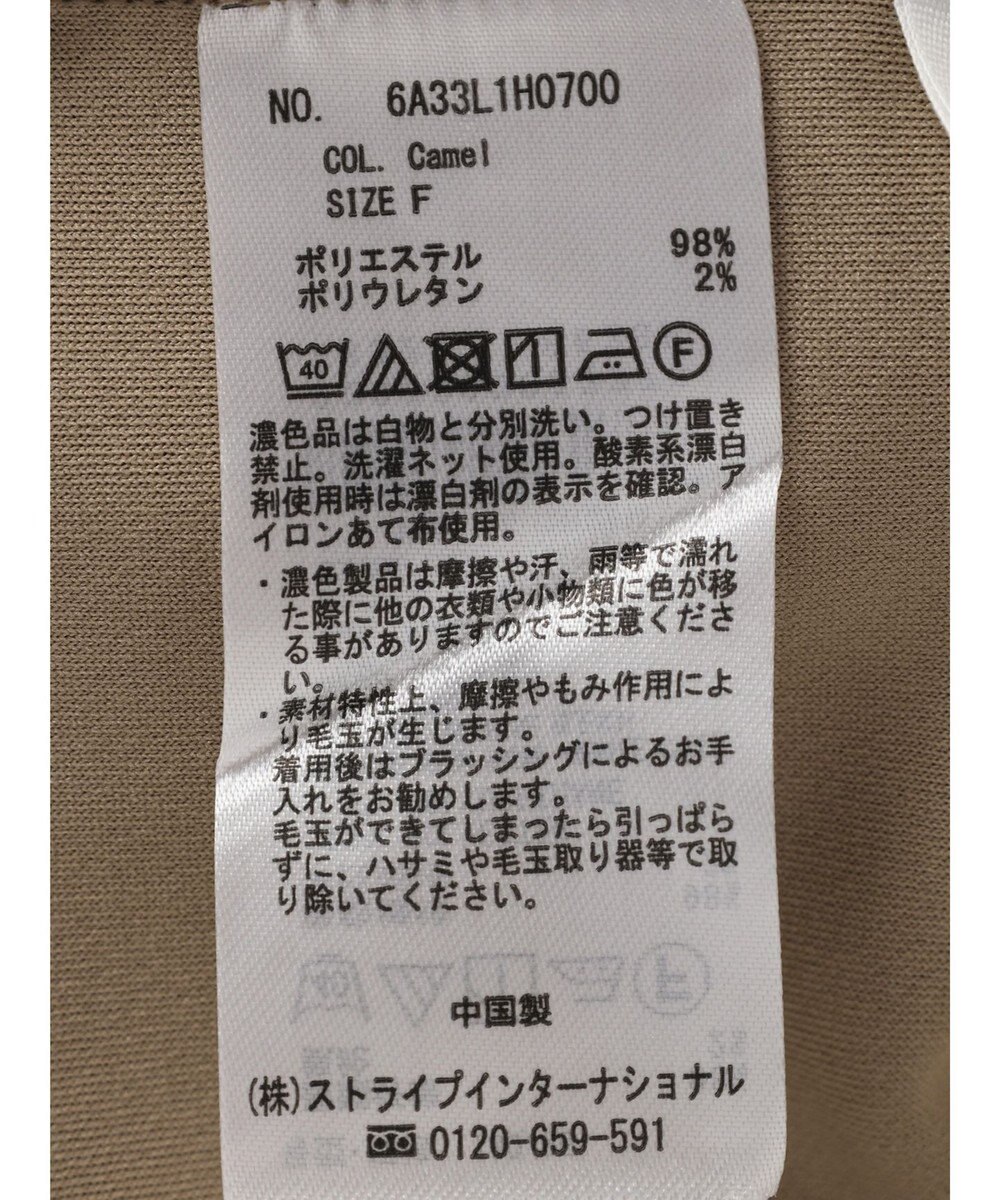 NO. 6A33L1H0700
COL. Camel
SIZE F
ポリエステル 98%
ポリウレタン 2%
40 F
濃色品は白物と分別洗い。つけ置き
禁止。洗濯ネット使用。酸素系漂白
剤使用時は漂白剤の表示を確認。ア
イロンあて布使用。
・濃色製品は摩擦や汗、雨等で濡れ
た際に他の衣類や小物類に色が移
る事がありますのでご注意くださ
い。
・素材特性上、摩擦やもみ作用によ
り毛玉が生じます。
着用後はブラッシングによるお手
入れをお勧めします。
毛玉ができてしまったら引っぱら
ずに、ハサミや毛玉取り器等で取
り除いてください。
中国製
(株)ストライプインターナショナル
0120-659-591